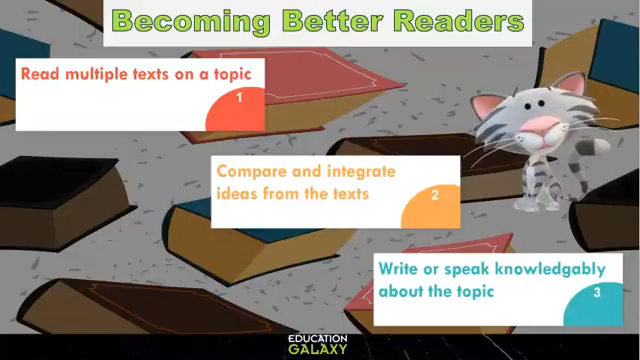 Becoming Better Readers
Read multiple texts on a topic
1
Compare and integrate
ideas from the texts
2
Write or speak knowledgably
about the topic
3
EDUCATION
GALAXY